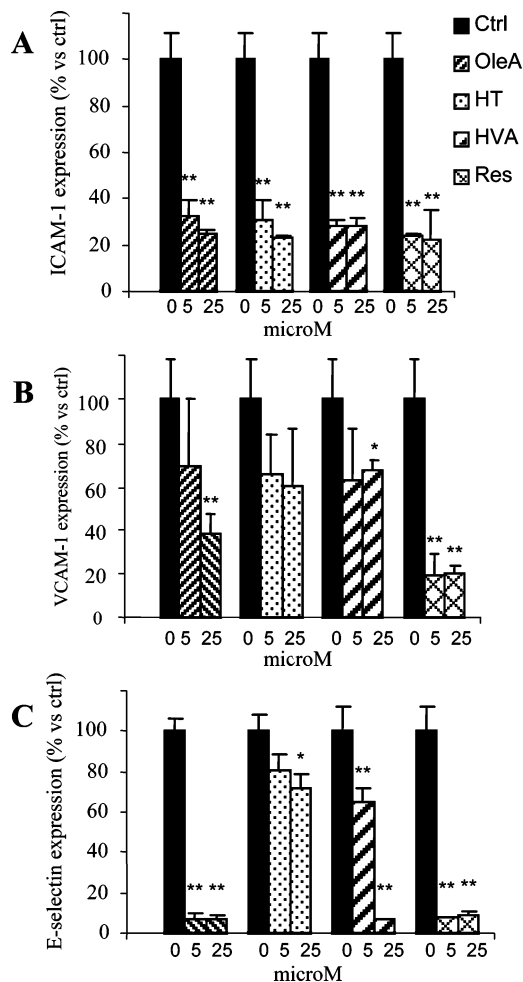 A
ICAM-1 expression (% vs ctrl)
100
80
60
40
20
0
** ** ** ** ** ** ** **
0 5 25 0 5 25 0 5 25 0 5 25
microM
Ctrl
OleA
HT
HVA
Res
B
VCAM-1 expression (% vs ctrl)
100
80
60
40
20
0
** * ** **
0 5 25 0 5 25 0 5 25 0 5 25
microM
C
E-selectin expression (% vs ctrl)
100
80
60
40
20
0
** ** * ** ** ** **
0 5 25 0 5 25 0 5 25 0 5 25
microM